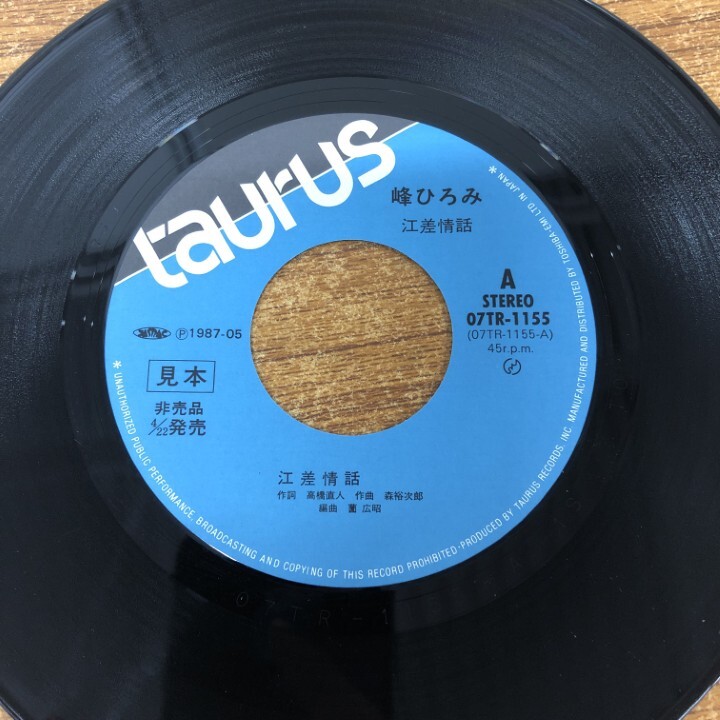 taurus
峰ひろみ
江差情話
A
STEREO
07TR-1155
(07TR-1155-A)
45r.p.m.
℗1987-05
見本
非売品
4/22発売
江差情話
作詞 高橋直人 作曲 森裕次郎
編曲 蘭 広昭
* UNAUTHORIZED PUBLIC PERFORMANCE, BROADCASTING AND COPYING OF THIS RECORD PROHIBITED·PRODUCED BY TAURUS RECORDS, INC. MANUFACTURED AND DISTRIBUTED BY TOSHIBA-EMI LTD IN JAPAN *